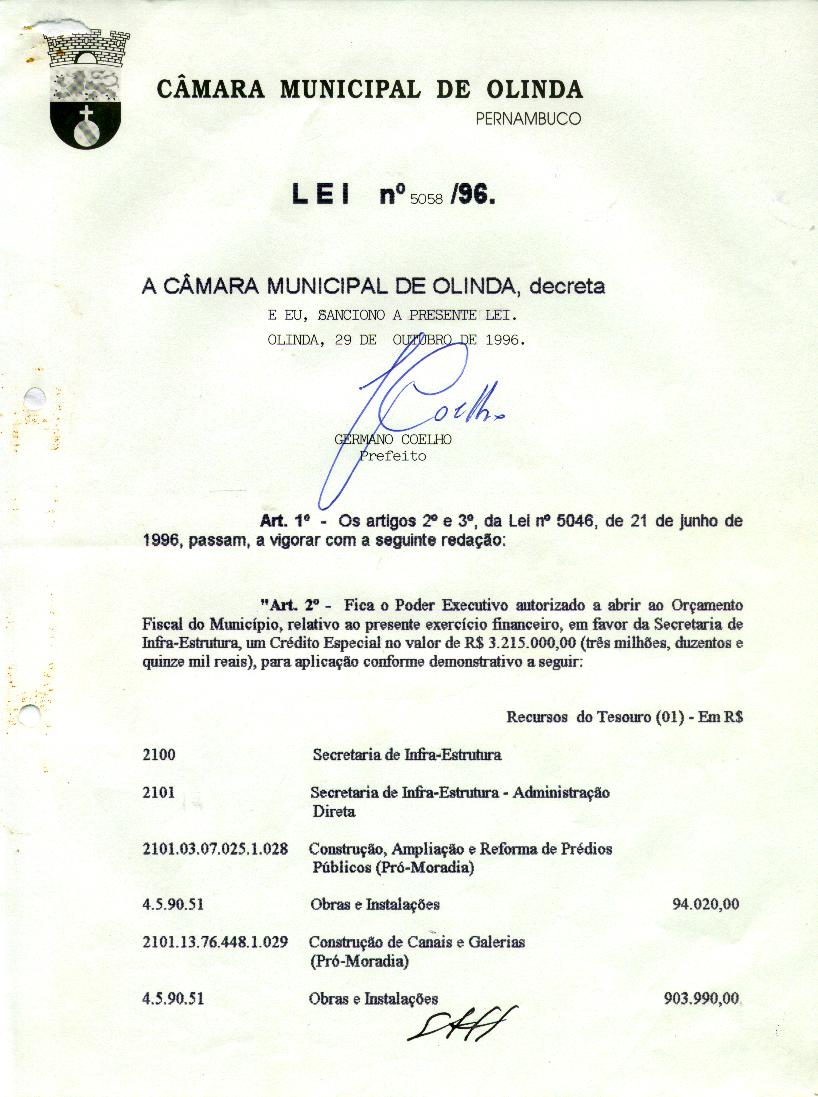 CÂMARA MUNICIPAL DE OLINDA
PERNAMBUCO
LEI nº 5058 /96.
A CÂMARA MUNICIPAL DE OLINDA, decreta
E EU, SANCIONO A PRESENTE LEI.
OLINDA, 29 DE OUTUBRO DE 1996.
Coelho
GERMANO COELHO
Prefeito
Art. 1º - Os artigos 2º e 3º, da Lei nº 5046, de 21 de junho de
1996, passam, a vigorar com a seguinte redação:
"Art. 2º - Fica o Poder Executivo autorizado a abrir ao Orçamento
Fiscal do Município, relativo ao presente exercício financeiro, em favor da Secretaria de
Infra-Estrutura, um Crédito Especial no valor de R$ 3.215.000,00 (três milhões, duzentos e
quinze mil reais), para aplicação conforme demonstrativo a seguir:
Recursos do Tesouro (01) - Em R$
2100 Secretaria de Infra-Estrutura
2101 Secretaria de Infra-Estrutura - Administração
Direta
2101.03.07.025.1.028 Construção, Ampliação e Reforma de Prédios
Públicos (Pró-Moradia)
4.5.90.51 Obras e Instalações 94.020,00
2101.13.76.448.1.029 Construção de Canais e Galerias
(Pró-Moradia)
4.5.90.51 Obras e Instalações 903.990,00